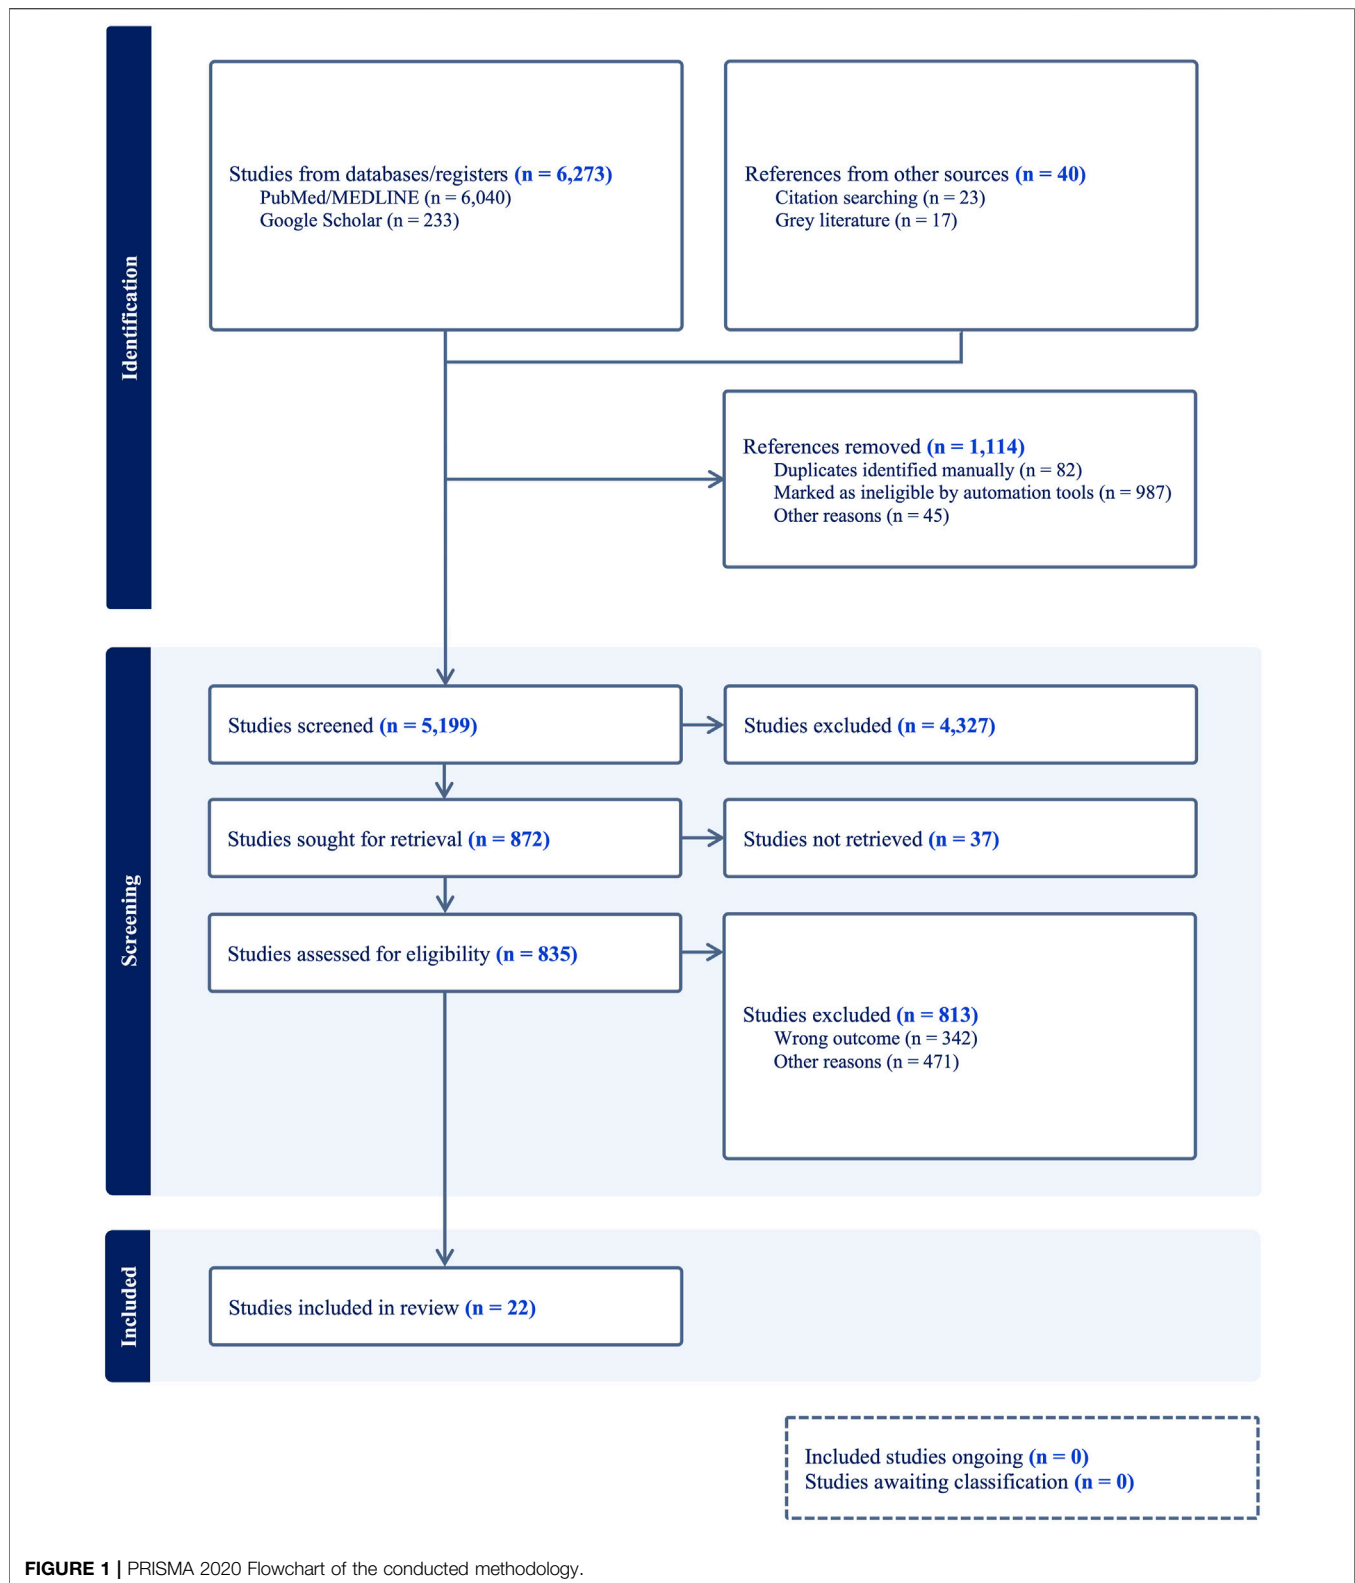 Identification
Studies from databases/registers (n = 6,273)
PubMed/MEDLINE (n = 6,040)
Google Scholar (n = 233)
References from other sources (n = 40)
Citation searching (n = 23)
Grey literature (n = 17)
References removed (n = 1,114)
Duplicates identified manually (n = 82)
Marked as ineligible by automation tools (n = 987)
Other reasons (n = 45)
Screening
Studies screened (n = 5,199)
Studies excluded (n = 4,327)
Studies sought for retrieval (n = 872)
Studies not retrieved (n = 37)
Studies assessed for eligibility (n = 835)
Studies excluded (n = 813)
Wrong outcome (n = 342)
Other reasons (n = 471)
Included
Studies included in review (n = 22)
Included studies ongoing (n = 0)
Studies awaiting classification (n = 0)
FIGURE 1 | PRISMA 2020 Flowchart of the conducted methodology.